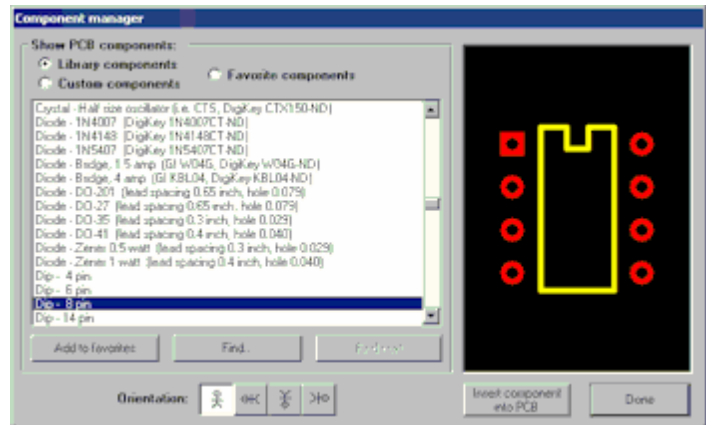 Component manager
Show PCB components:
Library components
Favorite components
Custom components
Crystal - Half size oscillator (i.e. CTS, DigiKey CTX150-ND)
Diode - 1N4007 (DigiKey 1N4007CT-ND)
Diode - 1N4148 (DigiKey 1N4148CT-ND)
Diode - 1N5407 (DigiKey 1N5407CT-ND)
Diode - Bridge, 1.5 amp (GI W04G, DigiKey W04G-ND)
Diode - Bridge, 4 amp (GI KBL04, DigiKey KBL04-ND)
Diode - DO-201 (lead spacing 0.65 inch, hole 0.079)
Diode - DO-27 (lead spacing 0.65 inch, hole 0.079)
Diode - DO-35 (lead spacing 0.3 inch, hole 0.029)
Diode - DO-41 (lead spacing 0.4 inch, hole 0.040)
Diode - Zener 0.5 watt (lead spacing 0.3 inch, hole 0.029)
Diode - Zener 1 watt (lead spacing 0.4 inch, hole 0.040)
Dip - 4 pin
Dip - 6 pin
Dip - 8 pin
Dip - 14 pin
Add to favorites
Find..
Find next
Orientation:
Insert component
into PCB
Done